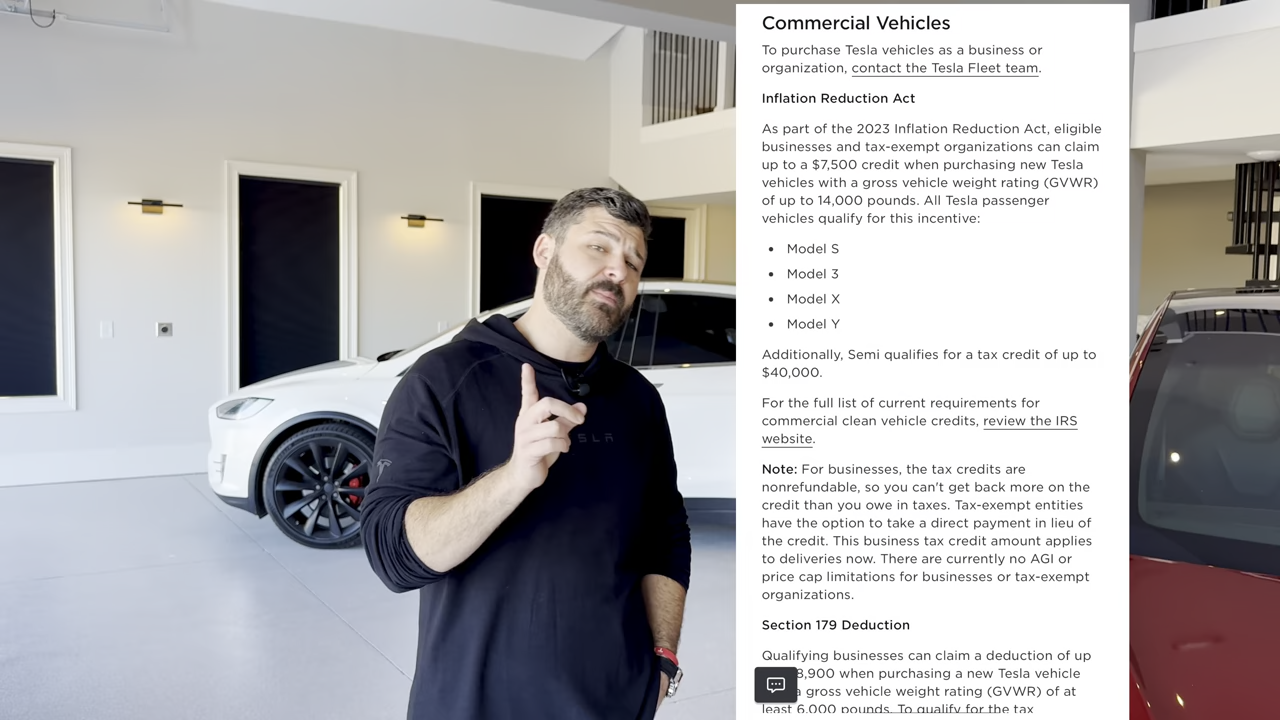 Commercial Vehicles
To purchase Tesla vehicles as a business or
organization, contact the Tesla Fleet team.
Inflation Reduction Act
As part of the 2023 Inflation Reduction Act, eligible
businesses and tax-exempt organizations can claim
up to a $7,500 credit when purchasing new Tesla
vehicles with a gross vehicle weight rating (GVWR)
of up to 14,000 pounds. All Tesla passenger
vehicles qualify for this incentive:
• Model S
• Model 3
• Model X
• Model Y
Additionally, Semi qualifies for a tax credit of up to
$40,000.
For the full list of current requirements for
commercial clean vehicle credits, review the IRS
website.
Note: For businesses, the tax credits are
nonrefundable, so you can't get back more on the
credit than you owe in taxes. Tax-exempt entities
have the option to take a direct payment in lieu of
the credit. This business tax credit amount applies
to deliveries now. There are currently no AGI or
price cap limitations for businesses or tax-exempt
organizations.
Section 179 Deduction
Qualifying businesses can claim a deduction of up
8,900 when purchasing a new Tesla vehicle
gross vehicle weight rating (GVWR) of at
least 6,000 pounds. To qualify for the tax